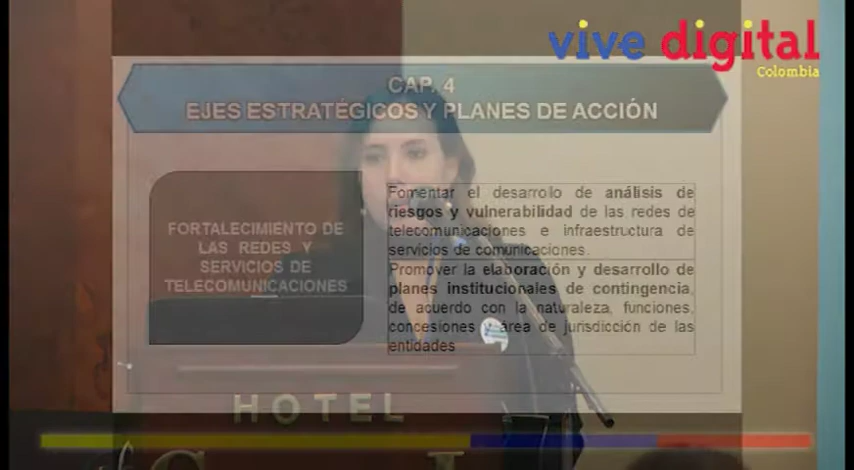 vive digital
Colombia
CAP. 4
EJES ESTRATÉGICOS Y PLANES DE ACCIÓN
FORTALECIMIENTO DE
LAS REDES Y
SERVICIOS DE
TELECOMUNICACIONES
Fomentar el desarrollo de análisis de
riesgos y vulnerabilidad de las redes de
telecomunicaciones e infraestructura de
servicios de comunicaciones.
Promover la elaboración y desarrollo de
planes institucionales de contingencia,
de acuerdo con la naturaleza, funciones,
concesiones y área de jurisdicción de las
entidades
HOTEL